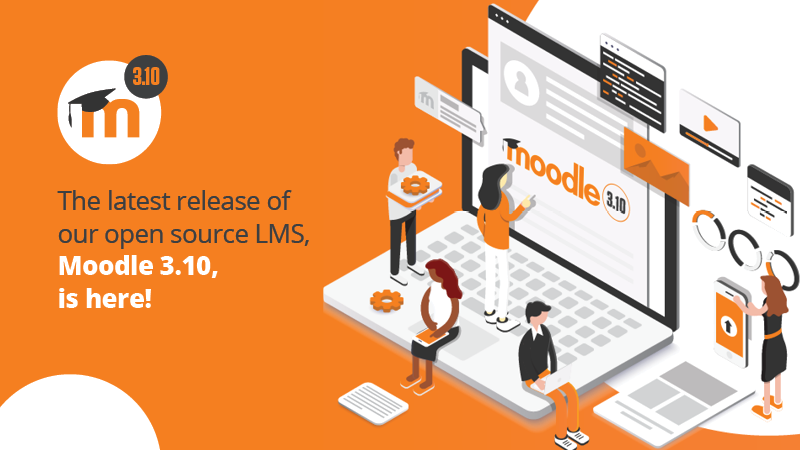 3.10
m
The latest release of
our open source LMS,
Moodle 3.10,
is here!
m
moodle 3.10